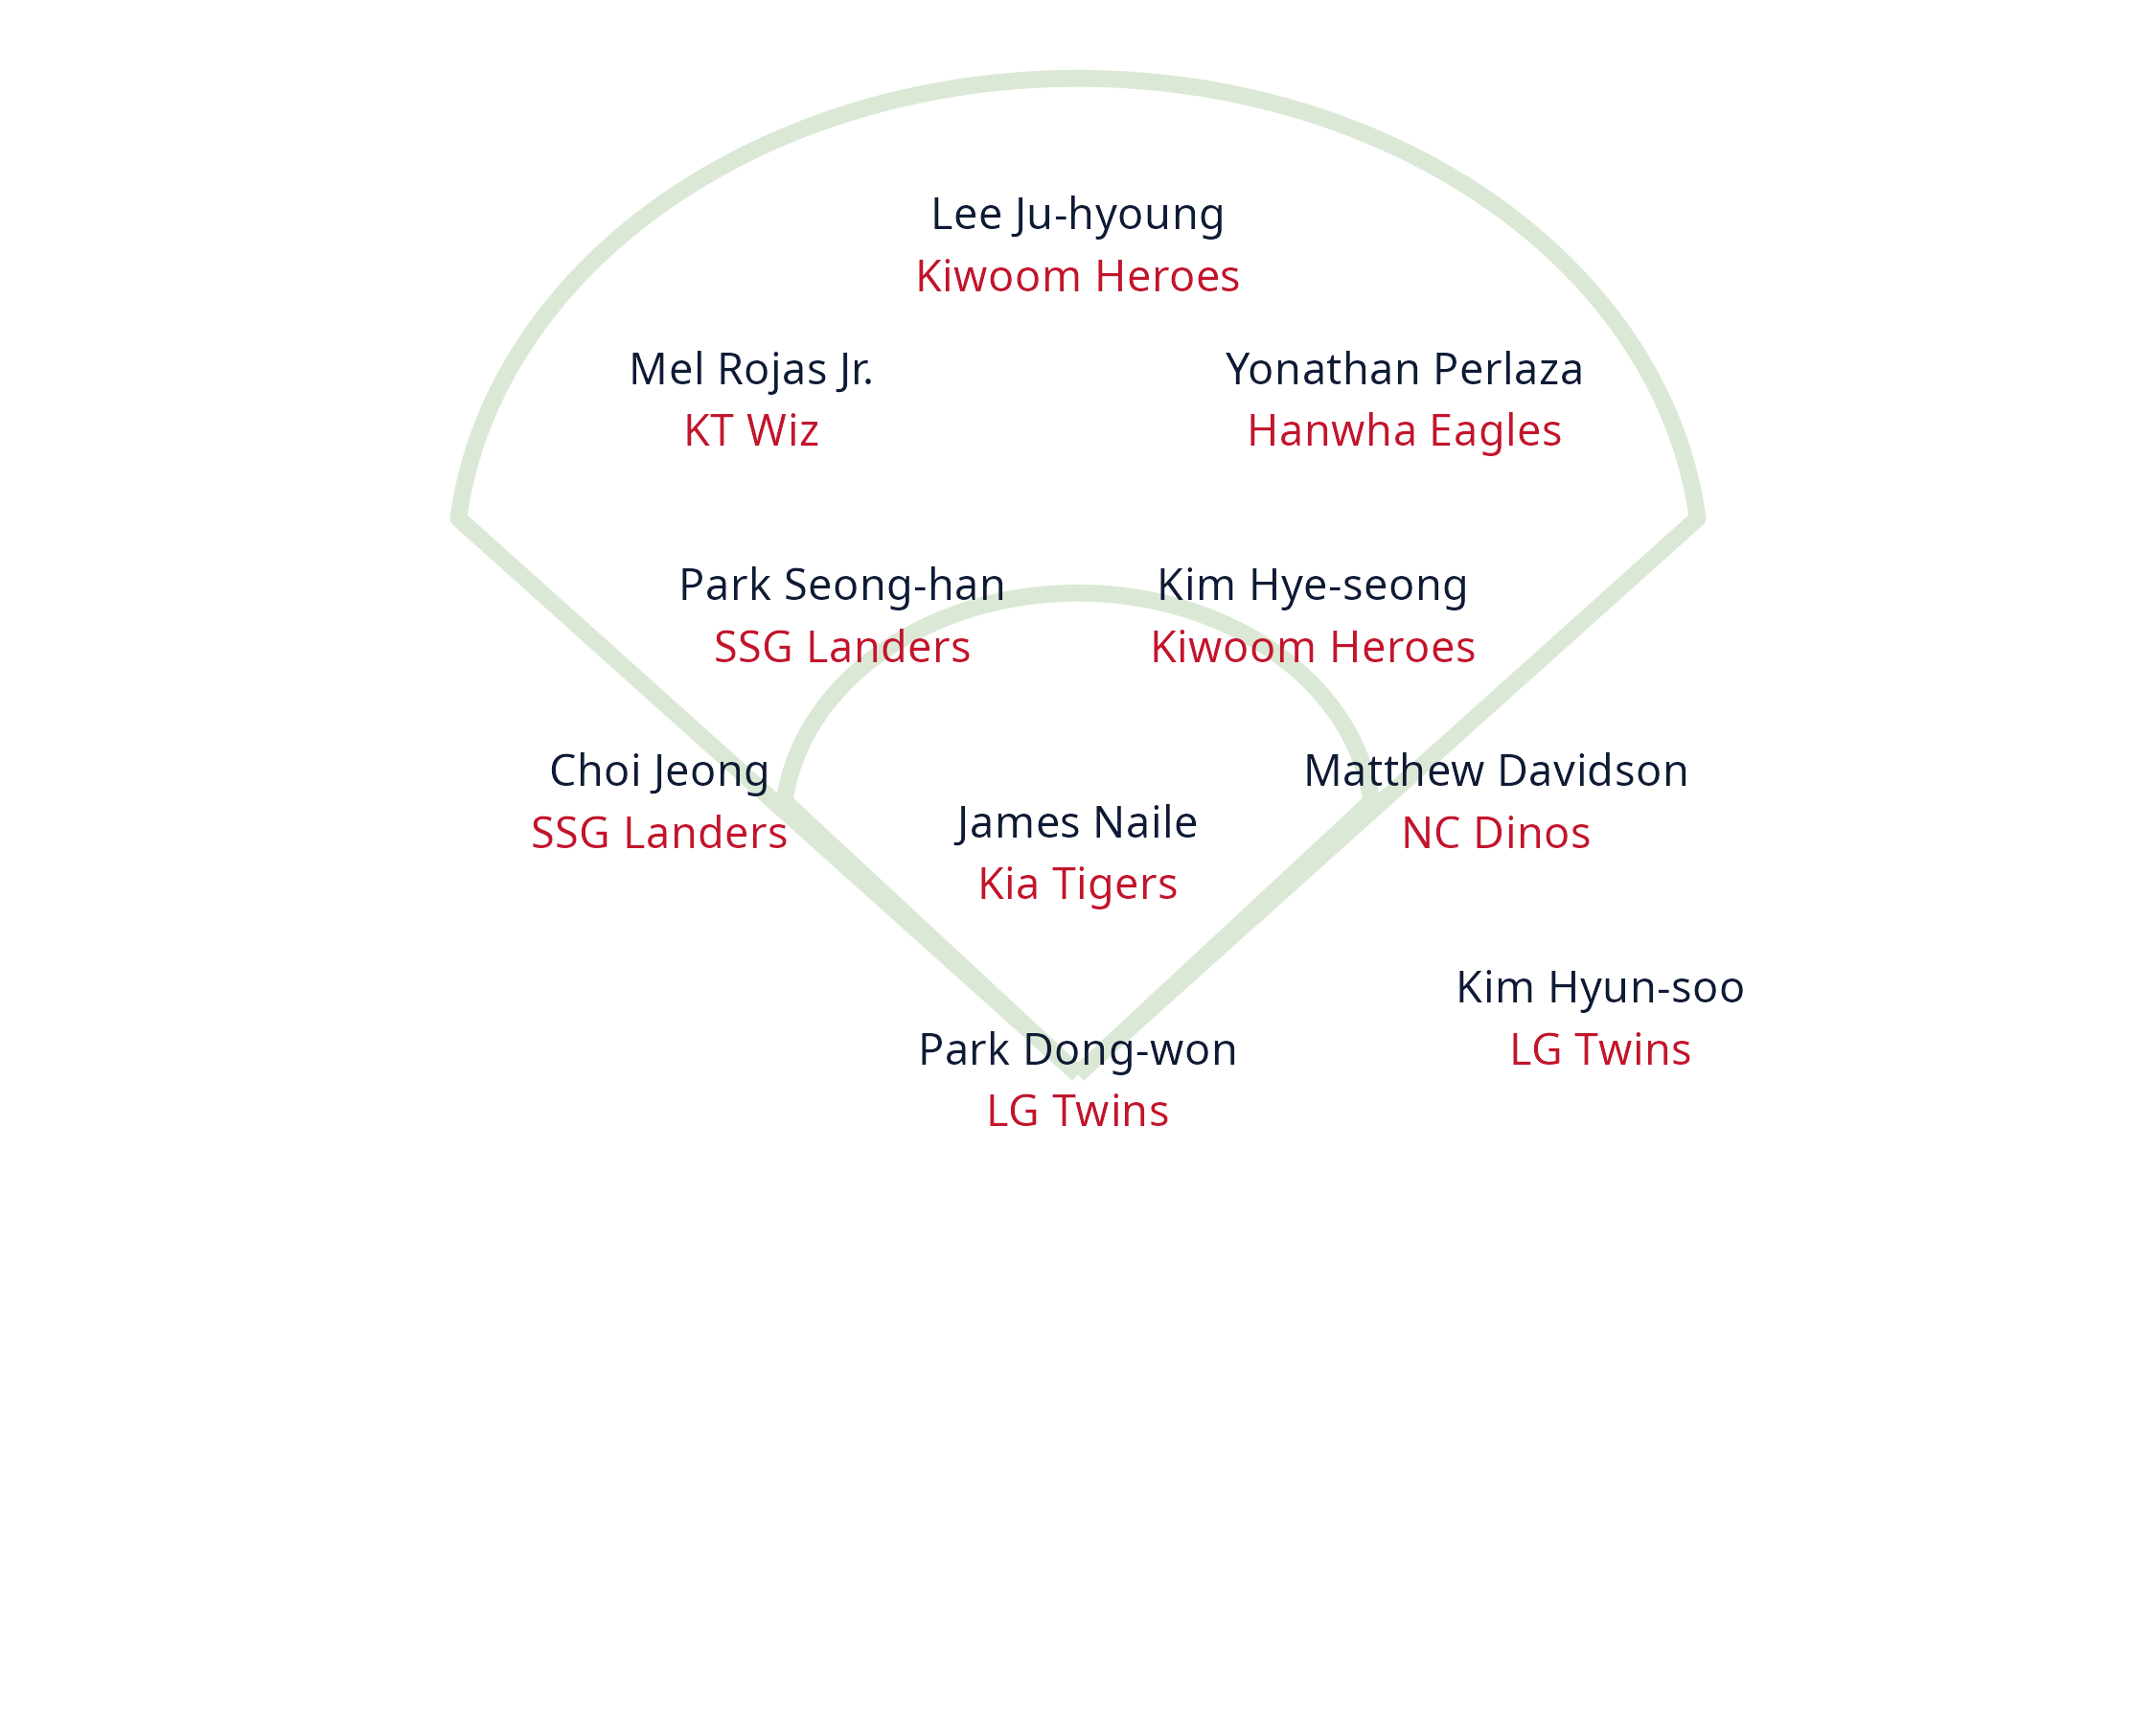 Lee Ju-hyoung
Kiwoom Heroes
Mel Rojas Jr.
KT Wiz
Yonathan Perlaza
Hanwha Eagles
Park Seong-han
SSG Landers
Kim Hye-seong
Kiwoom Heroes
Choi Jeong
SSG Landers
James Naile
Kia Tigers
Matthew Davidson
NC Dinos
Park Dong-won
LG Twins
Kim Hyun-soo
LG Twins